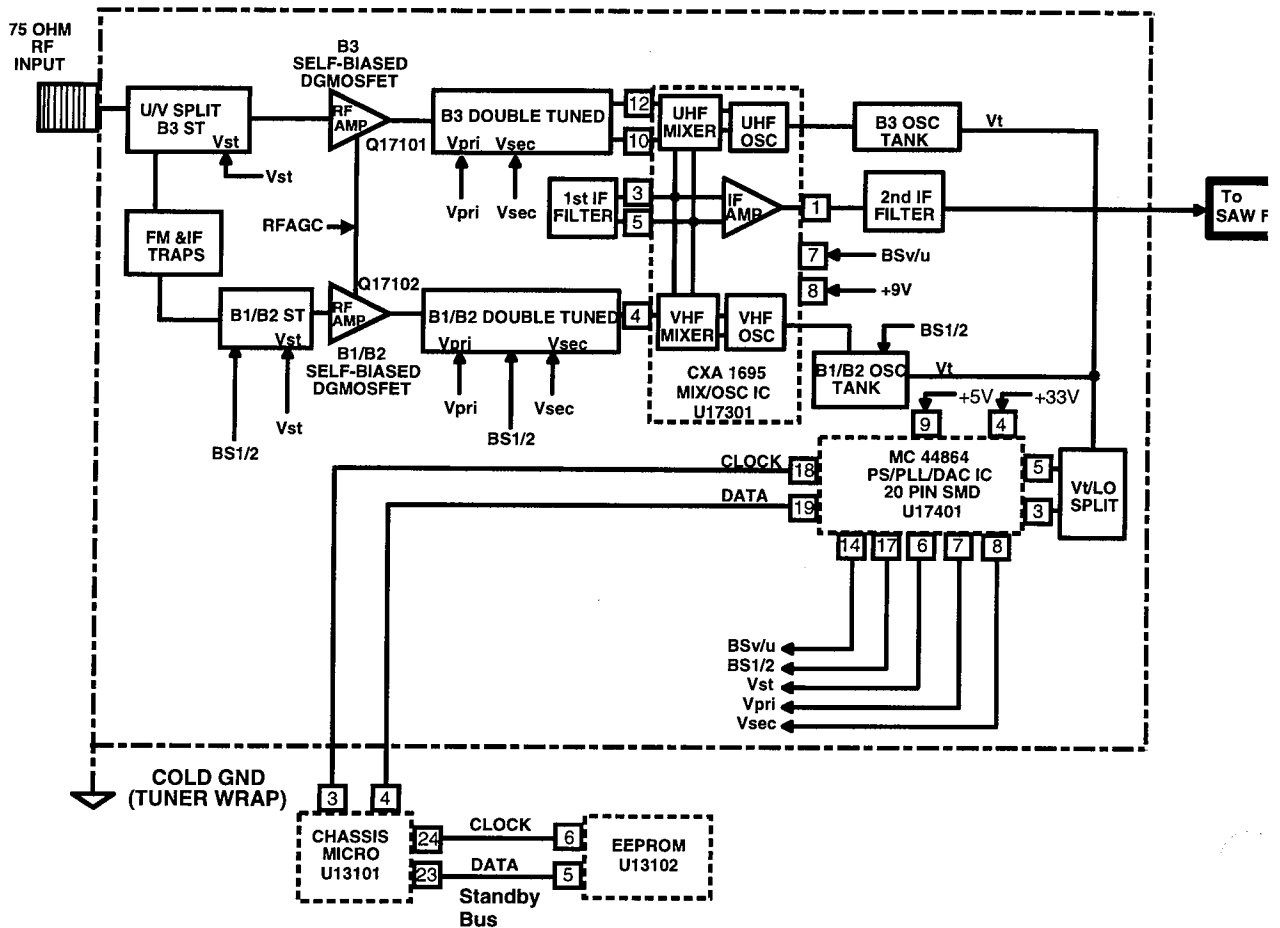 75 OHM
RF
INPUT
U/V SPLIT
B3 ST
Vst
Vst
B3
SELF-BIASED
DGMOSFET
RF
AMP
Q17101
B3 DOUBLE TUNED
Vpri
Vsec
Vpri
Vsec
12
10
UHF
MIXER
UHF
OSC
B3 OSC
TANK
Vt
1st IF
FILTER
3
5
IF
AMP
1
2nd IF
FILTER
To
SAW F
7
BSv/u
8
+9V
FM &IF
TRAPS
RFAGC
Q17102
B1/B2 ST
Vst
BS1/2
Vst
RF
AMP
B1/B2
SELF-BIASED
DGMOSFET
B1/B2 DOUBLE TUNED
Vpri
Vsec
Vpri
BS1/2
Vsec
4
VHF
MIXER
VHF
OSC
CXA 1695
MIX/OSC IC
U17301
BS1/2
B1/B2 OSC
TANK
Vt
+5V
+33V
9
4
CLOCK
18
DATA
19
MC 44864
PS/PLL/DAC IC
20 PIN SMD
U17401
5
3
Vt/LO
SPLIT
14
17
6
7
8
BSv/u
BS1/2
Vst
Vpri
Vsec
COLD GND
(TUNER WRAP)
3
4
CHASSIS
MICRO
U13101
24
CLOCK
6
23
DATA
5
EEPROM
U13102
Standby
Bus